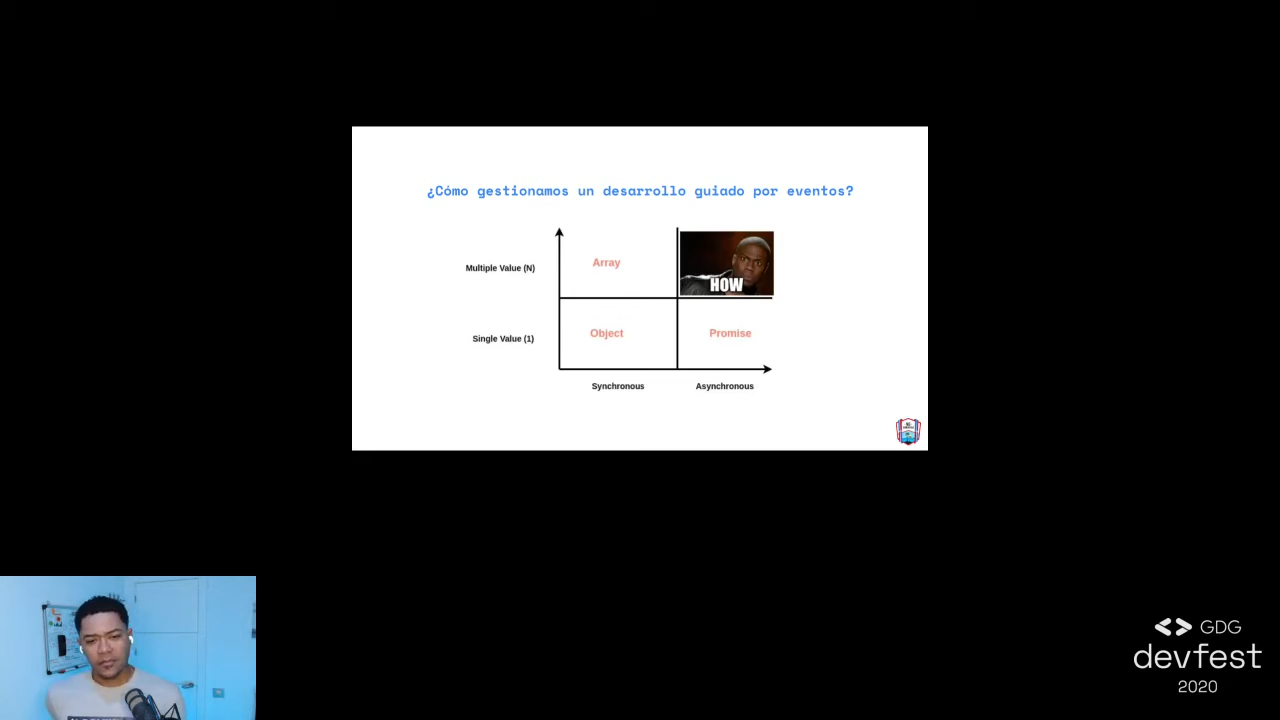 ¿Cómo gestionamos un desarrollo guiado por eventos?
Multiple Value (N)
Array
HOW
Single Value (1)
Object
Promise
Synchronous
Asynchronous
GDG
devfest
2020